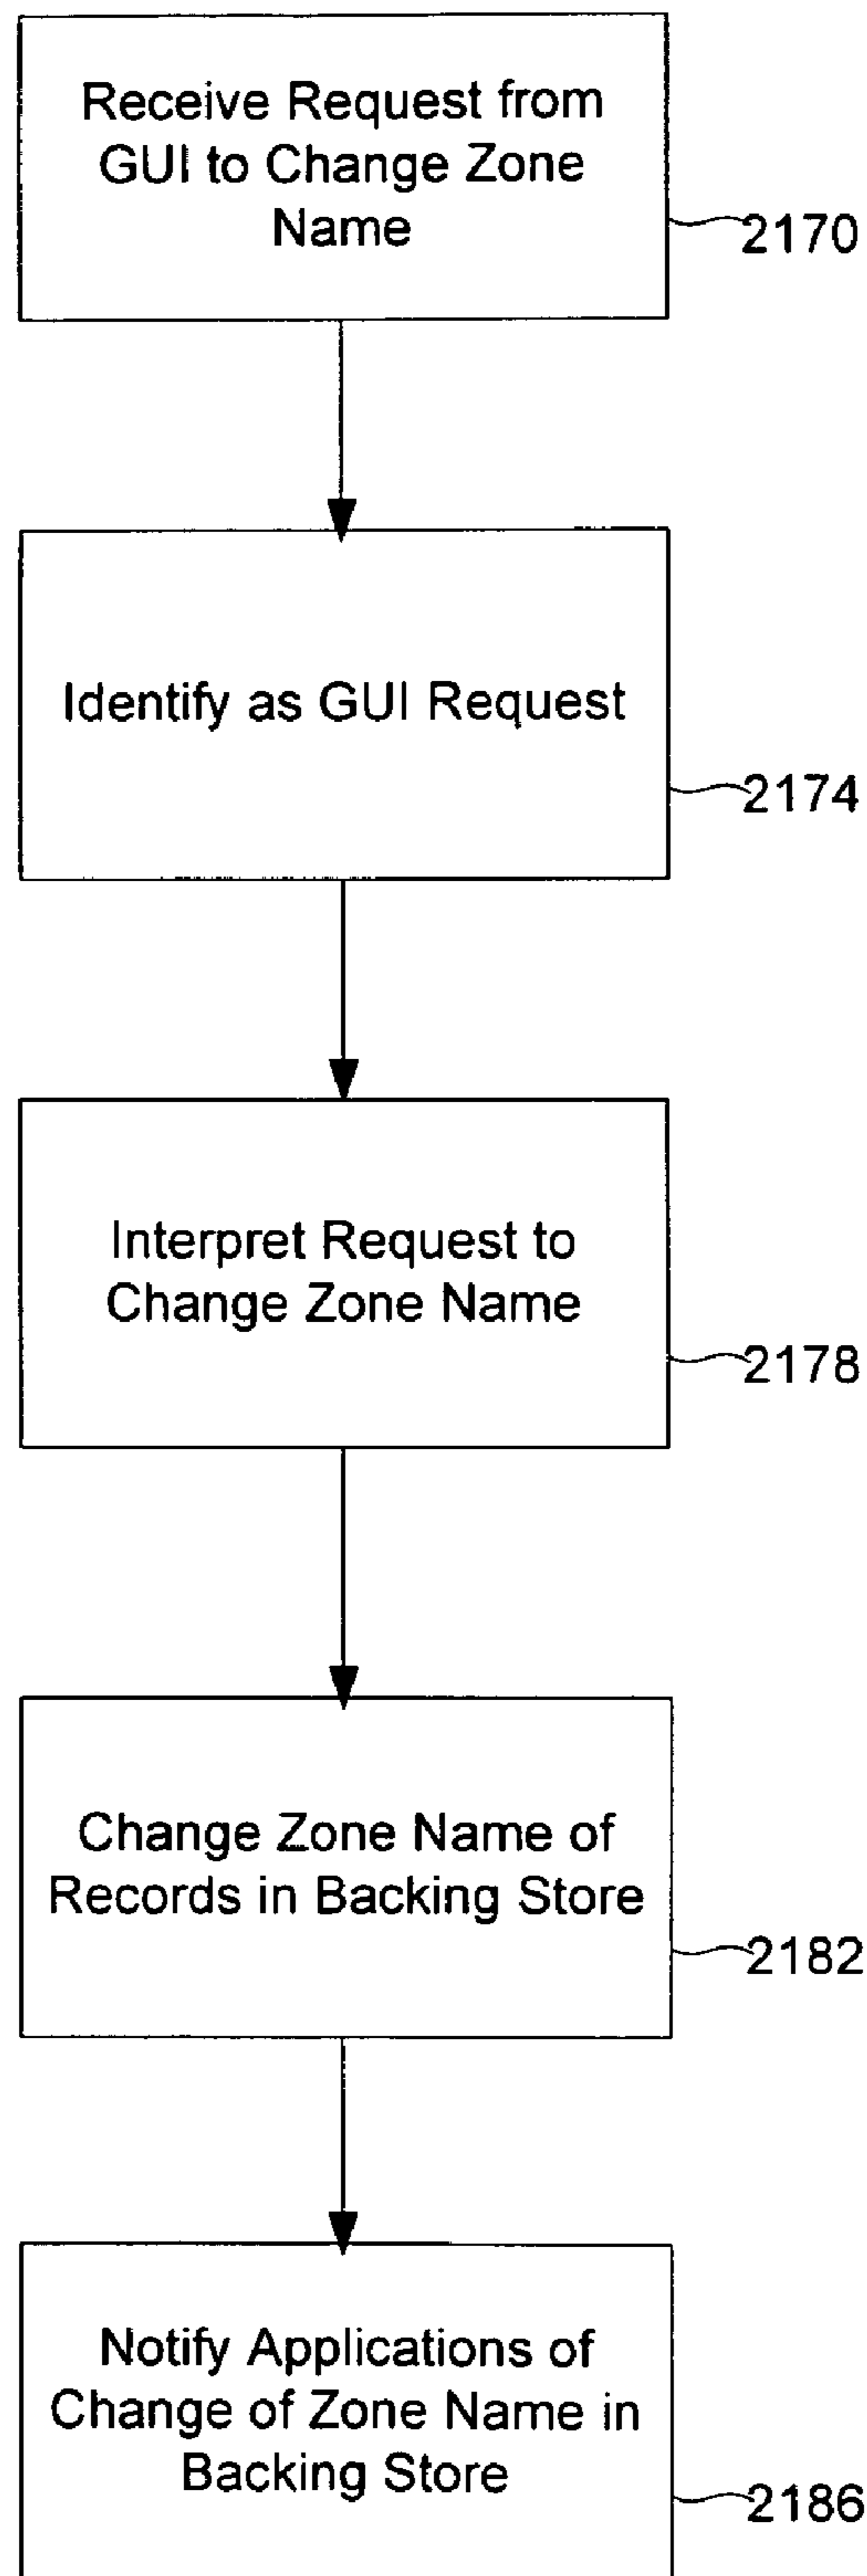 Receive Request from
GUI to Change Zone
Name
2170
Identify as GUI Request
2174
Interpret Request to
Change Zone Name
2178
Change Zone Name of
Records in Backing Store
2182
Notify Applications of
Change of Zone Name in
Backing Store
2186